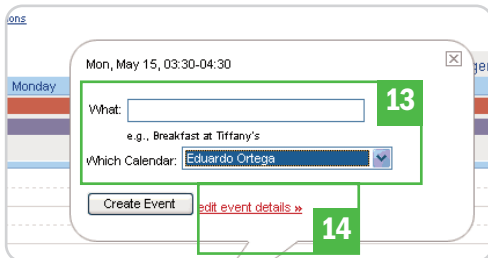 ons
Mon, May 15, 03:30-04:30
ger
Monday
What:
13
e.g., Breakfast at Tiffany's
Which Calendar: Eduardo Ortega
Create Event edit event details »
14